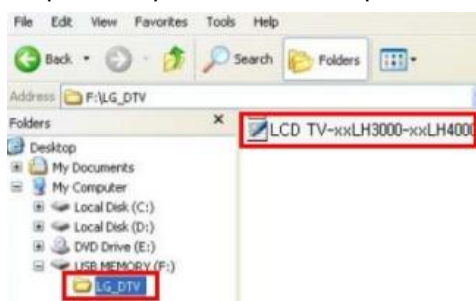 File Edit View Favorites Tools Help
Back Search Folders
Address F:\LG_DTV
Folders x LCD TV-xxLH3000-xxLH4000
Desktop
My Documents
My Computer
Local Disk (C:)
Local Disk (D:)
DVD Drive (E:)
USB MEMORY (F:)
LG_DTV